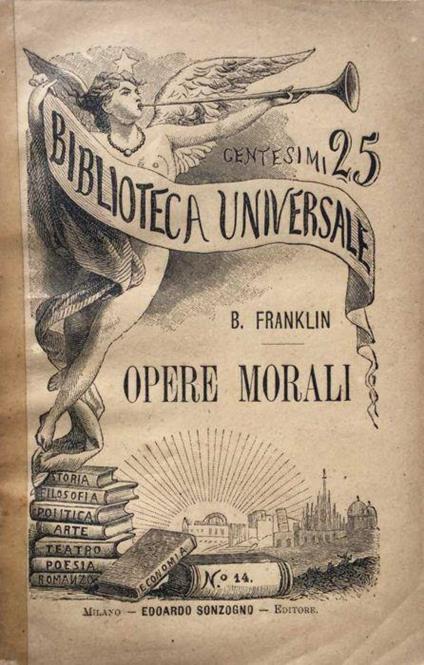 CENTESIMI 25
BIBLIOTECA UNIVERSALE
B. FRANKLIN
OPERE MORALI
STORIA
FILOSOFIA
POLITICA
ARTE
TEATRO
POESIA
ROMANZO
ECONOMIA
N.º 14.
MILANO — EDOARDO SONZOGNO — EDITORE.